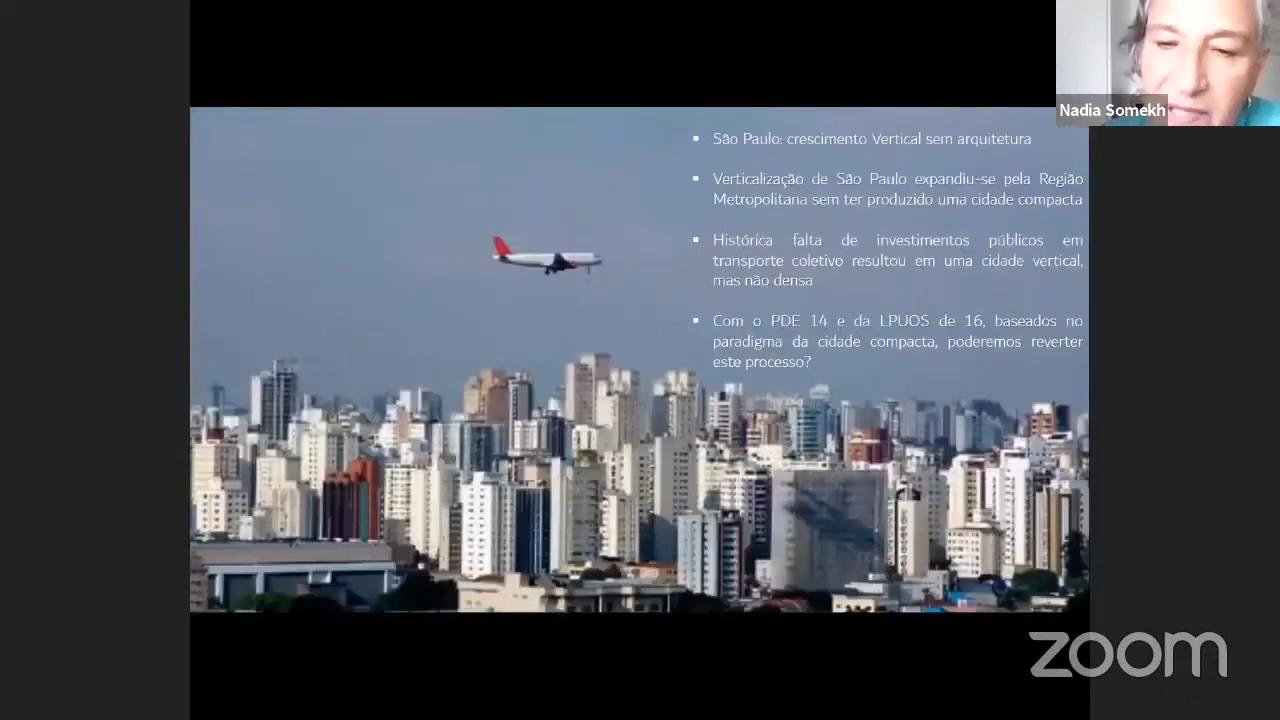 Nadia Somekh
▪ São Paulo: crescimento Vertical sem arquitetura
▪ Verticalização de São Paulo expandiu-se pela Região
Metropolitana sem ter produzido uma cidade compacta
▪ Histórica falta de investimentos públicos em
transporte coletivo resultou em uma cidade vertical,
mas não densa
▪ Com o PDE 14 e da LPUOS de 16, baseados no
paradigma da cidade compacta, poderemos reverter
este processo?
zoom